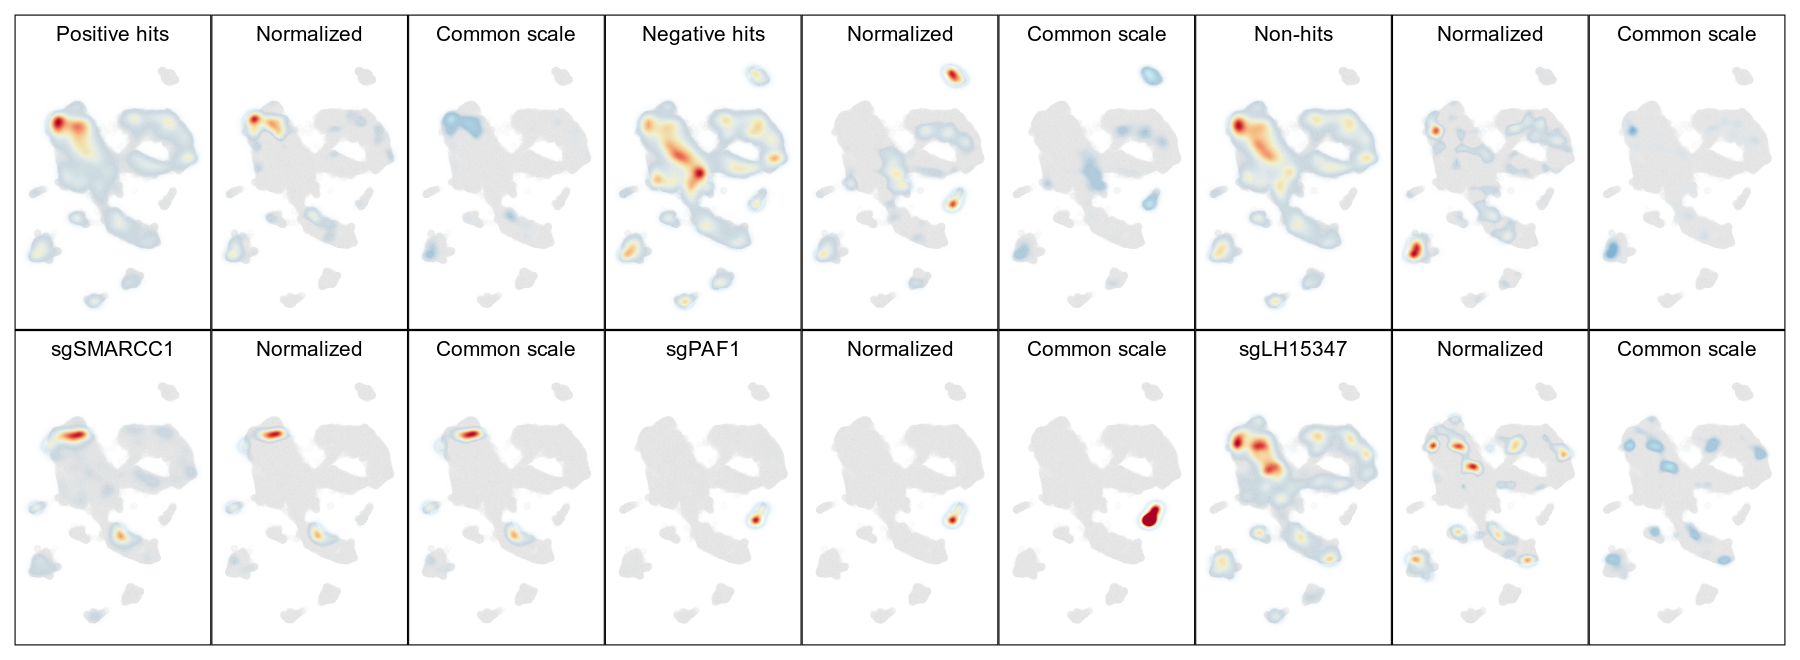 Positive hits
Normalized
Common scale
Negative hits
Normalized
Common scale
Non-hits
Normalized
Common scale
sgSMARCC1
Normalized
Common scale
sgPAF1
Normalized
Common scale
sgLH15347
Normalized
Common scale